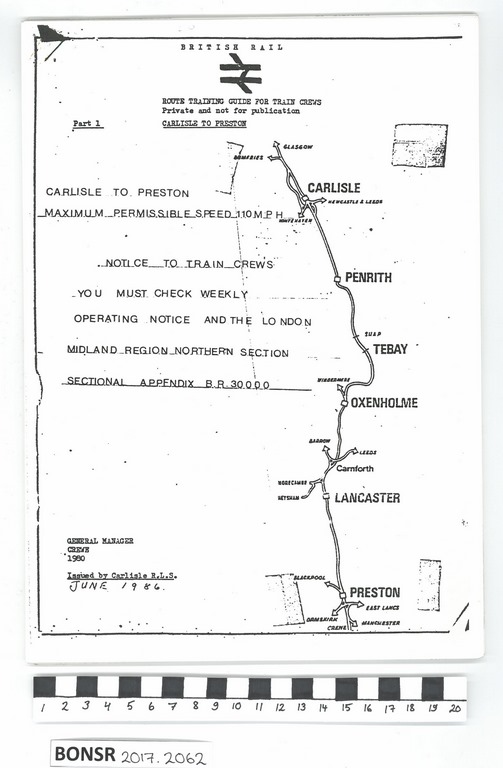 BRITISH RAIL
ROUTE TRAINING GUIDE FOR TRAIN CREWS
Private and not for publication
Part 1
CARLISLE TO PRESTON
CARLISLE TO PRESTON
MAXIMUM PERMISSIBLE SPEED 110 MPH
NOTICE TO TRAIN CREWS
YOU MUST CHECK WEEKLY
OPERATING NOTICE AND THE LONDON
MIDLAND REGION NORTHERN SECTION
SECTIONAL APPENDIX B.R. 30000
GLASGOW
DUMFRIES
CARLISLE
NEWCASTLE & LEEDS
WHITEHAVEN
PENRITH
SHAP
TEBAY
WINDERMERE
OXENHOLME
BARROW
LEEDS
Carnforth
MORECAMBE
HEYSHAM
LANCASTER
GENERAL MANAGER
CREWE
1980
Issued by Carlisle R.L.S.
JUNE 1986.
BLACKPOOL
PRESTON
EAST LANCS
ORMSKIRK
CREWE
MANCHESTER
1 2 3 4 5 6 7 8 9 10 11 12 13 14 15 16 17 18 19 20
BONSR 2017.2062